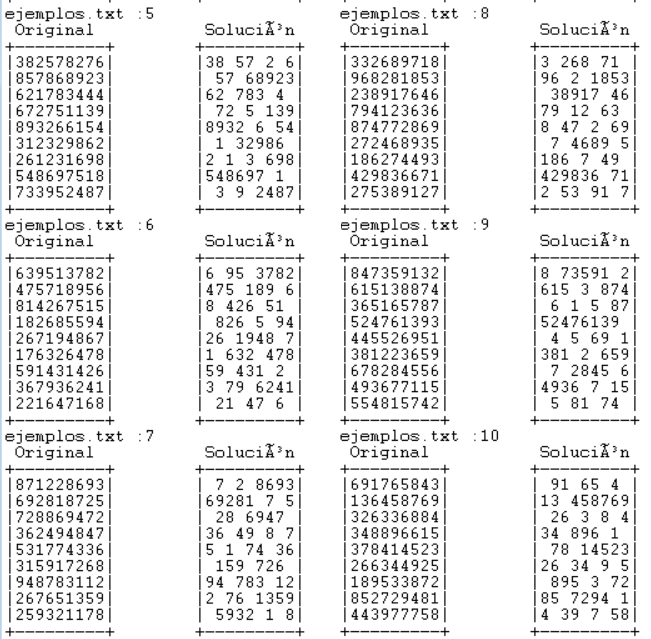 ejemplos.txt :5
 Original            SoluciÃ³n
+---------+         +---------+
|382578276|         |38 57 2 6|
|857868923|         | 57 68923|
|621783444|         |62 783 4 |
|672751139|         | 72 5 139|
|893266154|         |8932 6 54|
|312329862|         | 1 32986 |
|261231698|         |2 1 3 698|
|548697518|         |548697 1 |
|733952487|         | 3 9 2487|
+---------+         +---------+
ejemplos.txt :6
 Original            SoluciÃ³n
+---------+         +---------+
|639513782|         |6 95 3782|
|475718956|         |475 189 6|
|814267515|         |8 426 51 |
|182685594|         | 826 5 94|
|267194867|         |26 1948 7|
|176326478|         |1 632 478|
|591431426|         |59 431 2 |
|367936241|         |3 79 6241|
|221647168|         | 21 47 6 |
+---------+         +---------+
ejemplos.txt :7
 Original            SoluciÃ³n
+---------+         +---------+
|871228693|         | 7 2 8693|
|692818725|         |69281 7 5|
|728869472|         | 28 6947 |
|362494847|         |36 49 8 7|
|531774336|         |5 1 74 36|
|315917268|         | 159 726 |
|948783112|         |94 783 12|
|267651359|         |2 76 1359|
|259321178|         | 5932 1 8|
+---------+         +---------+
ejemplos.txt :8
 Original            SoluciÃ³n
+---------+         +---------+
|332689718|         |3 268 71 |
|968281853|         |96 2 1853|
|238917646|         | 38917 46|
|794123636|         |79 12 63 |
|874772869|         |8 47 2 69|
|272468935|         | 7 4689 5|
|186274493|         |186 7 49 |
|429836671|         |429836 71|
|275389127|         |2 53 91 7|
+---------+         +---------+
ejemplos.txt :9
 Original            SoluciÃ³n
+---------+         +---------+
|847359132|         |8 73591 2|
|615138874|         |615 3 874|
|365165787|         | 6 1 5 87|
|524761393|         |52476139 |
|445526951|         | 4 5 69 1|
|381223659|         |381 2 659|
|678284556|         | 7 2845 6|
|493677115|         |4936 7 15|
|554815742|         | 5 81 74 |
+---------+         +---------+
ejemplos.txt :10
 Original            SoluciÃ³n
+---------+         +---------+
|691765843|         | 91 65 4 |
|136458769|         |13 458769|
|326336884|         | 26 3 8 4|
|348896615|         |34 896 1 |
|378414523|         | 78 14523|
|266344925|         |26 34 9 5|
|189533872|         | 895 3 72|
|852729481|         |85 7294 1|
|443977758|         |4 39 7 58|
+---------+         +---------+